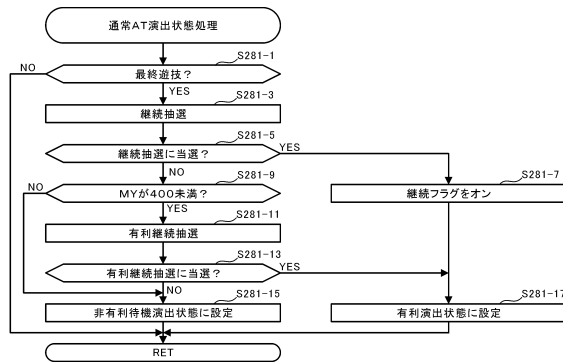 通常AT演出状態処理
S281-1
NO
最終遊技?
YES
S281-3
継続抽選
S281-5
継続抽選に当選?
YES
NO
S281-9
S281-7
NO
MYが400未満?
継続フラグをオン
YES
S281-11
有利継続抽選
S281-13
有利継続抽選に当選?
YES
NO
S281-15
S281-17
非有利待機演出状態に設定
有利演出状態に設定
RET